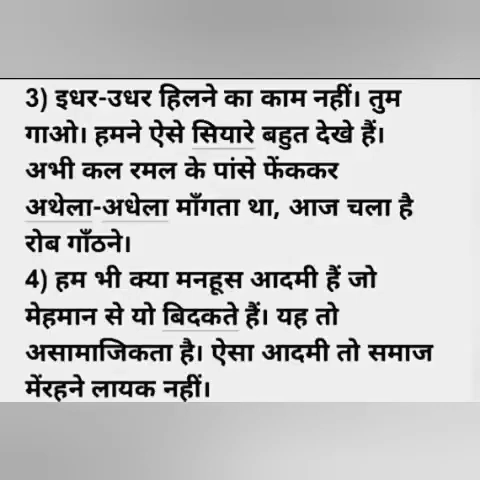 3) इधर-उधर हिलने का काम नहीं। तुम
गाओ। हमने ऐसे सियारे बहुत देखे हैं।
अभी कल रमल के पांसे फेंककर
अथेला-अधेला माँगता था, आज चला है
रोब गाँठने।
4) हम भी क्या मनहूस आदमी हैं जो
मेहमान से यो बिदकते हैं। यह तो
असामाजिकता है। ऐसा आदमी तो समाज
मेंरहने लायक नहीं।